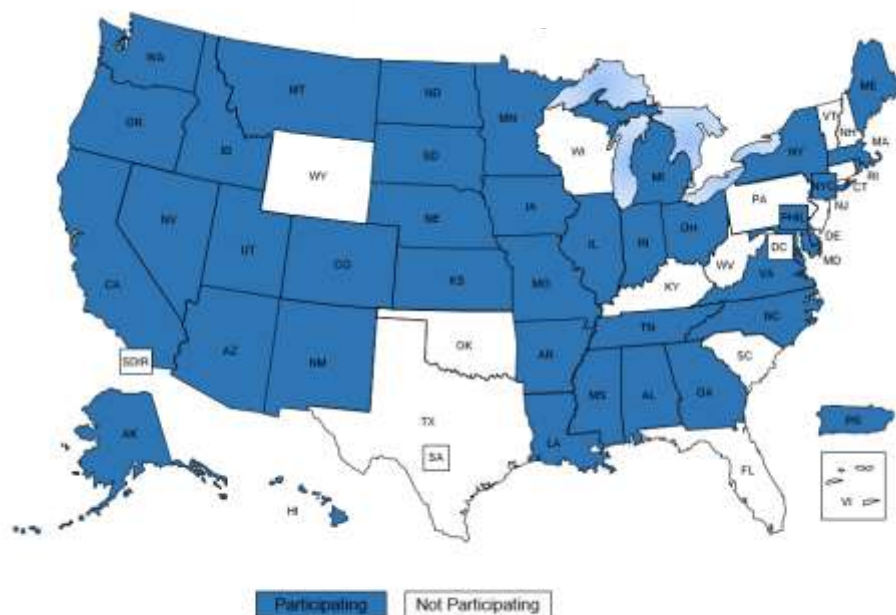 WA
MT
ND
MN
ME
VT
NH
MA
OR
ID
SD
WI
NY
RI
WY
MI
NYC
CT
PA
NJ
NV
NE
IA
PHIL
UT
IL
IN
OH
DE
DC
CO
WV
MD
CA
KS
MO
VA
KY
NC
TN
AZ
NM
OK
AR
SC
SD/R
MS
AL
GA
TX
LA
PR
AK
SA
FL
HI
VI
Participating
Not Participating